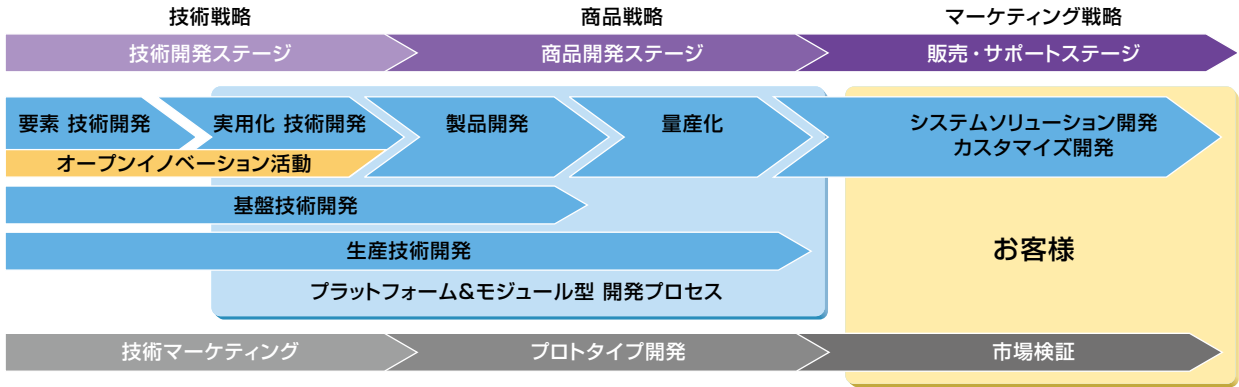 技術戦略
商品戦略
マーケティング戦略
技術開発ステージ
商品開発ステージ
販売・サポートステージ
要素 技術開発
実用化 技術開発
製品開発
量産化
システムソリューション開発
カスタマイズ開発
オープンイノベーション活動
基盤技術開発
生産技術開発
お客様
プラットフォーム&モジュール型 開発プロセス
技術マーケティング
プロトタイプ開発
市場検証